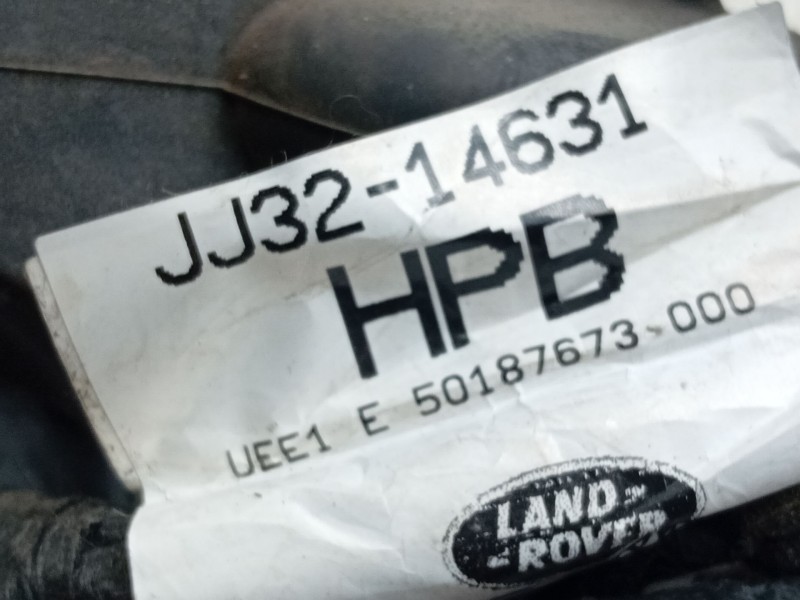 JJ32-14631
HPB
UEE1 E 50187673-000
LAND-
-ROVER